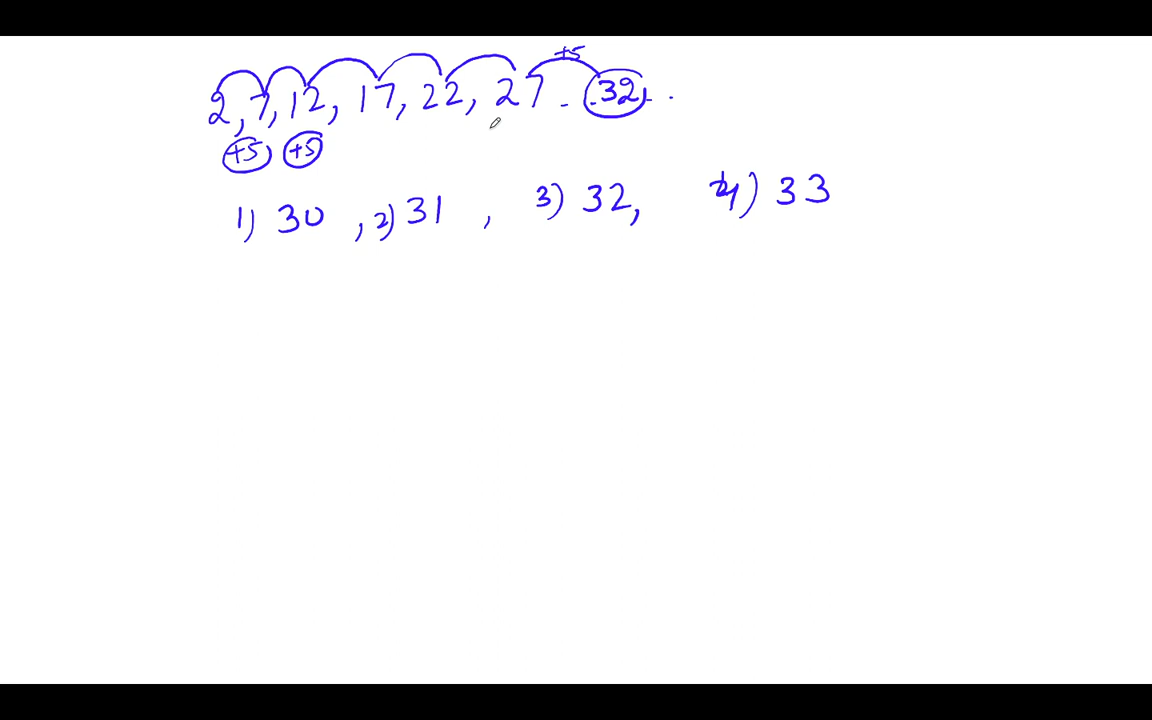 +5
2, 7, 12, 17, 22, 27 - - 32, - .
+5, +5
1) 30, 2) 31, 3) 32, 4) 33